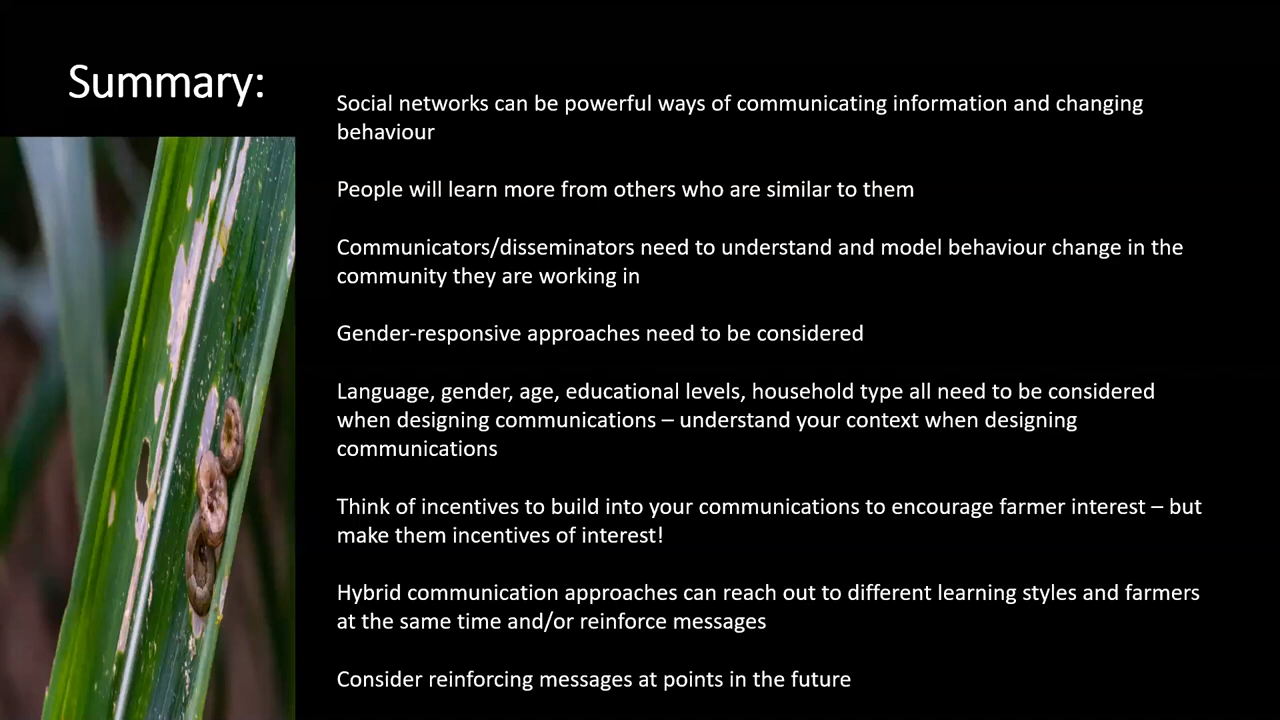 Summary:
Social networks can be powerful ways of communicating information and changing
behaviour
People will learn more from others who are similar to them
Communicators/disseminators need to understand and model behaviour change in the
community they are working in
Gender-responsive approaches need to be considered
Language, gender, age, educational levels, household type all need to be considered
when designing communications – understand your context when designing
communications
Think of incentives to build into your communications to encourage farmer interest – but
make them incentives of interest!
Hybrid communication approaches can reach out to different learning styles and farmers
at the same time and/or reinforce messages
Consider reinforcing messages at points in the future